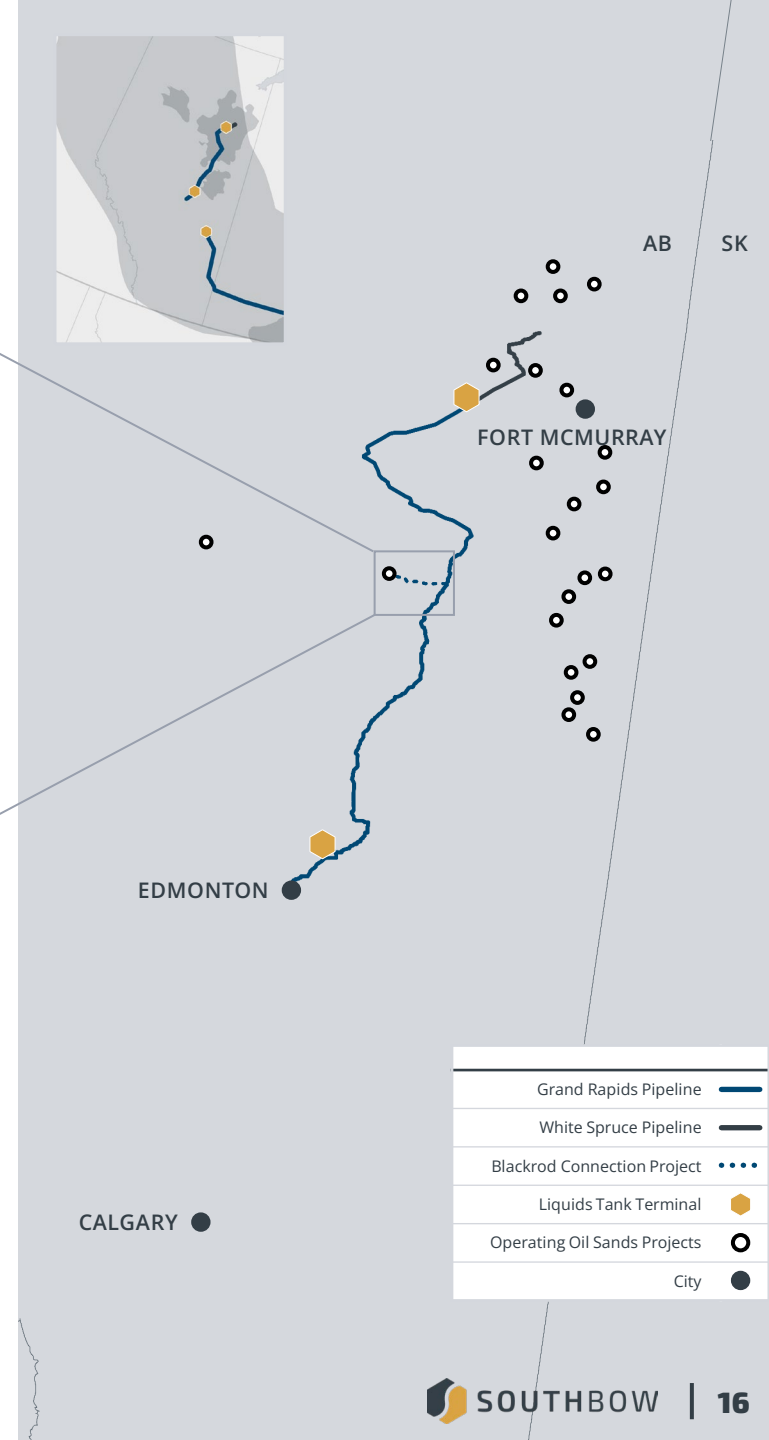 AB SK
FORT MCMURRAY
EDMONTON
Grand Rapids Pipeline
White Spruce Pipeline
Blackrod Connection Project
Liquids Tank Terminal
Operating Oil Sands Projects
City
CALGARY
SOUTHBOW | 16